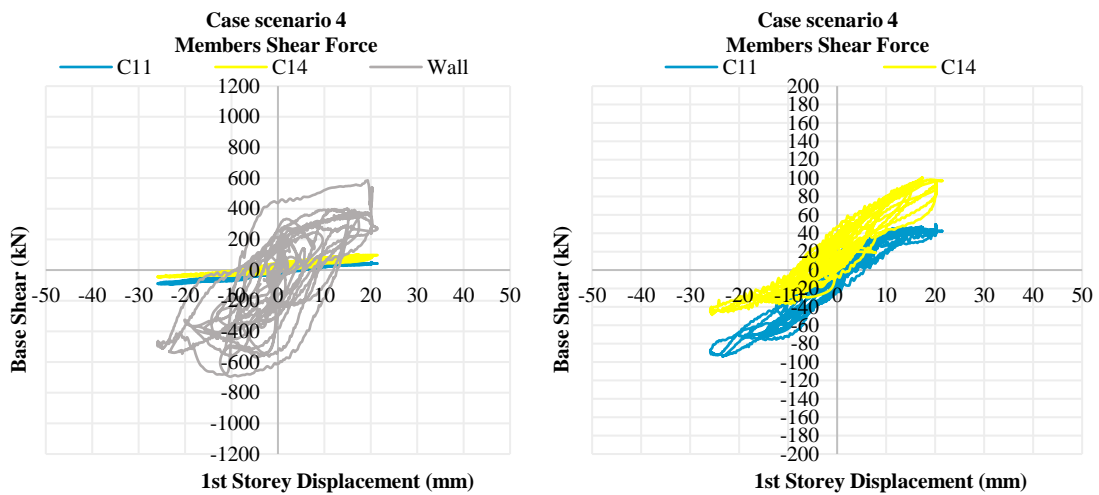 Case scenario 4
Members Shear Force
C11 C14 Wall
1200
1000
800
600
400
200
0
-200
-400
-600
-800
-1000
-1200
-50 -40 -30 -20 -10 0 10 20 30 40 50
Base Shear (kN)
1st Storey Displacement (mm)
Case scenario 4
Members Shear Force
C11 C14
200
180
160
140
120
100
80
60
40
20
0
-20
-40
-60
-80
-100
-120
-140
-160
-180
-200
-50 -40 -30 -20 -10 0 10 20 30 40 50
Base Shear (kN)
1st Storey Displacement (mm)